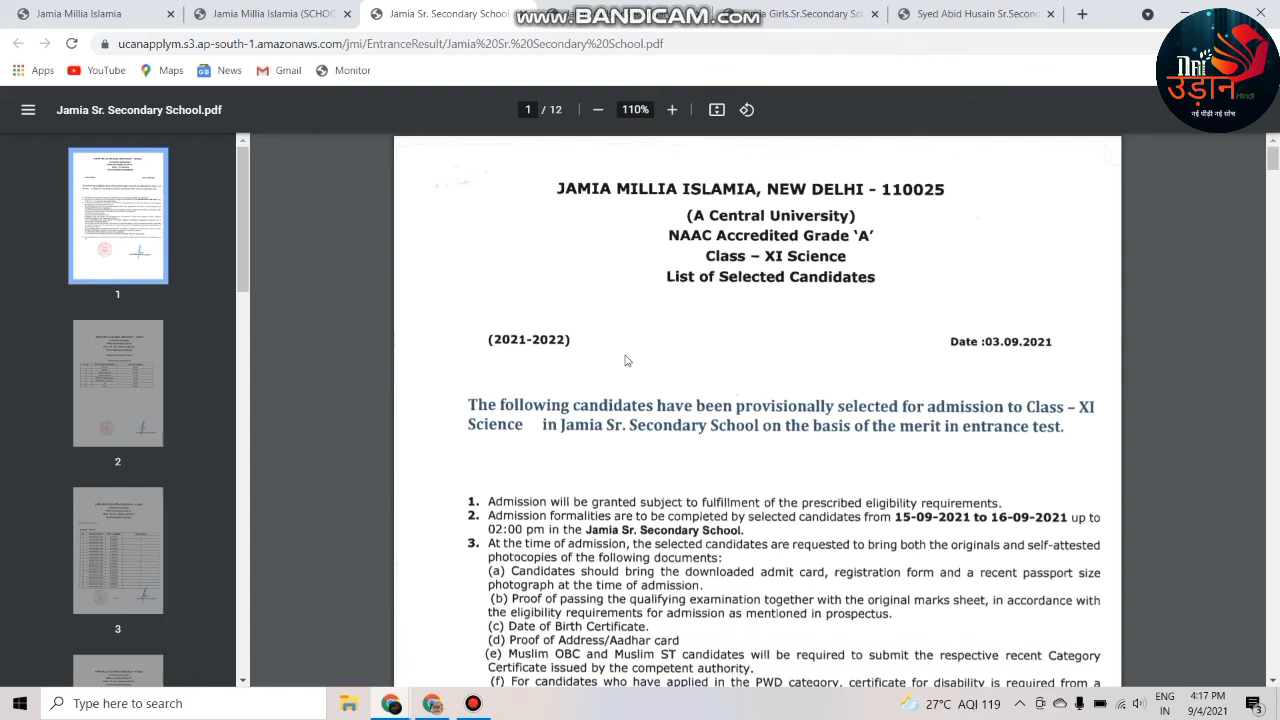 www.BANDICAM.com
Girls Sr.Second
Syed Abid Husain Sr.Secon
ucanapplym.s3.ap-south-1.amazonaws.com/jmi/EntranceResult/Jamia%20Sr.%20Secondary%20School.pdf
Apps YouTube Maps News Gmail Monitor
Nai
उड़ान Hindi
नई पीढ़ी नई सोच
Jamia Sr. Secondary School.pdf
1 / 12 110%
1
2
3
JAMIA MILLIA ISLAMIA, NEW DELHI - 110025
(A Central University)
NAAC Accredited Grade ‘A’
Class – XI Science
List of Selected Candidates
(2021-2022) Date :03.09.2021
The following candidates have been provisionally selected for admission to Class – XI
Science in Jamia Sr. Secondary School on the basis of the merit in entrance test.
1. Admission will be granted subject to fulfillment of the prescribed eligibility requirements.
2. Admission formalities are to be completed by selected candidates from 15-09-2021 to 16-09-2021 up to
02:00 pm in the Jamia Sr. Secondary School.
3. At the time of admission, the selected candidates are requested to bring both the originals and self-attested
photocopies of the following documents:
(a) Candidates should bring the downloaded admit card, registration form and a recent passport size
photograph at the time of admission.
(b) Proof of passing the qualifying examination together with the original marks sheet, in accordance with
the eligibility requirements for admission as mentioned in prospectus.
(c) Date of Birth Certificate.
(d) Proof of Address/Aadhar card
(e) Muslim OBC and Muslim ST candidates will be required to submit the respective recent Category
Certificate issued by the competent authority.
(f) For candidates who have applied in the PWD category, certificate for disability is required from a
Type here to search
27°C AQI 119
ENG
IN
4:17 PM
9/4/2021
3